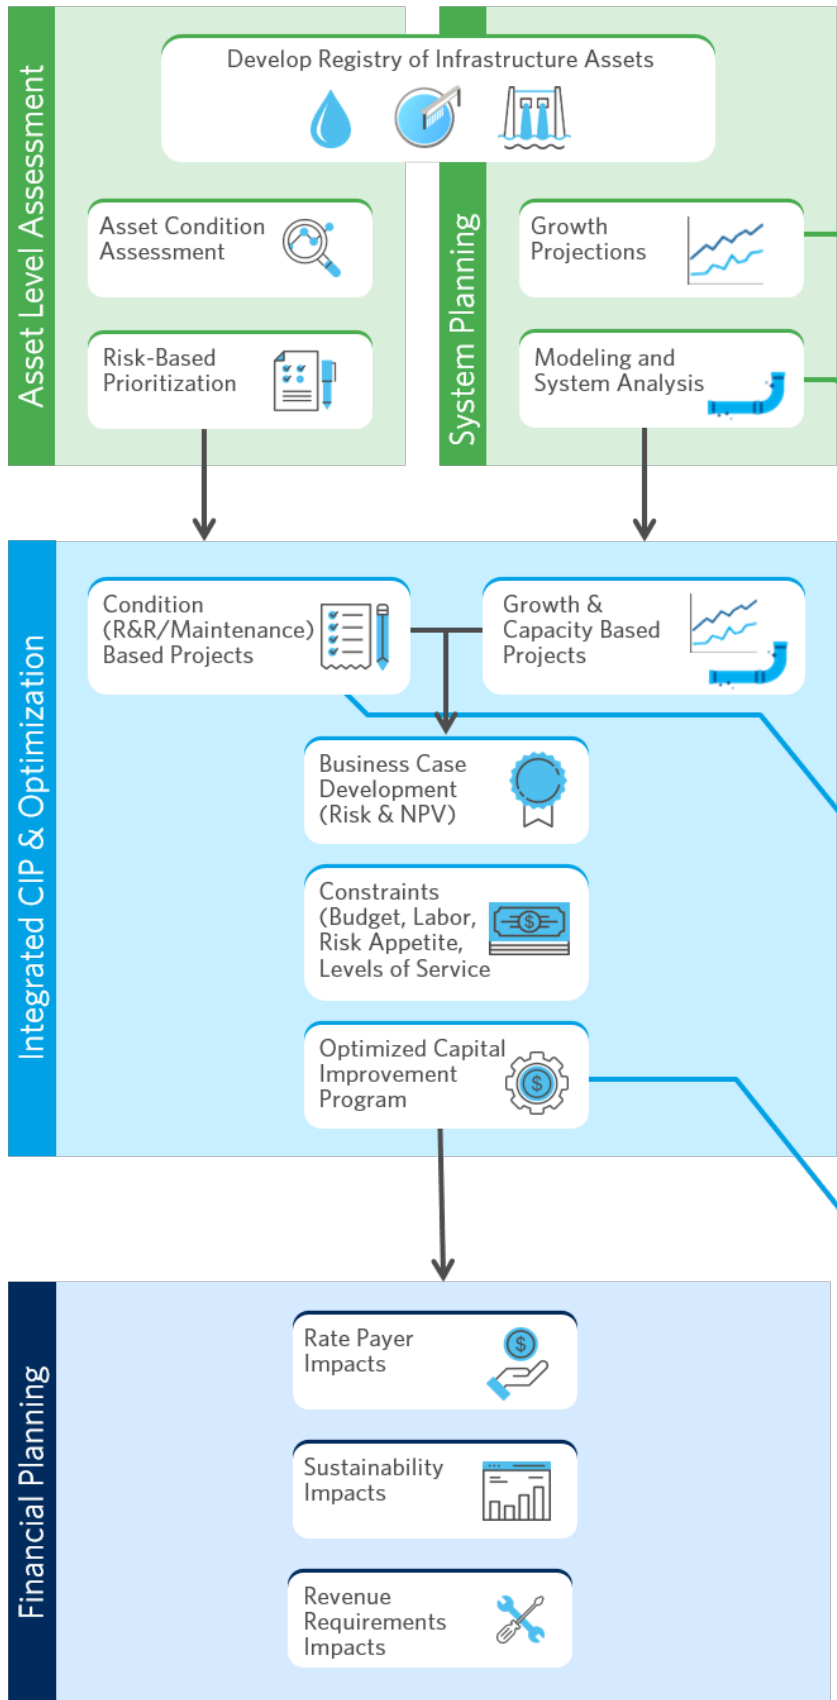 Asset Level Assessment
System Planning
Develop Registry of Infrastructure Assets
Asset Condition
Assessment
Risk-Based
Prioritization
Growth
Projections
Modeling and
System Analysis
Integrated CIP & Optimization
Condition
(R&R/Maintenance)
Based Projects
Growth &
Capacity Based
Projects
Business Case
Development
(Risk & NPV)
Constraints
(Budget, Labor,
Risk Appetite,
Levels of Service
$
Optimized Capital
Improvement
Program
$
Financial Planning
Rate Payer
Impacts
$
Sustainability
Impacts
Revenue
Requirements
Impacts